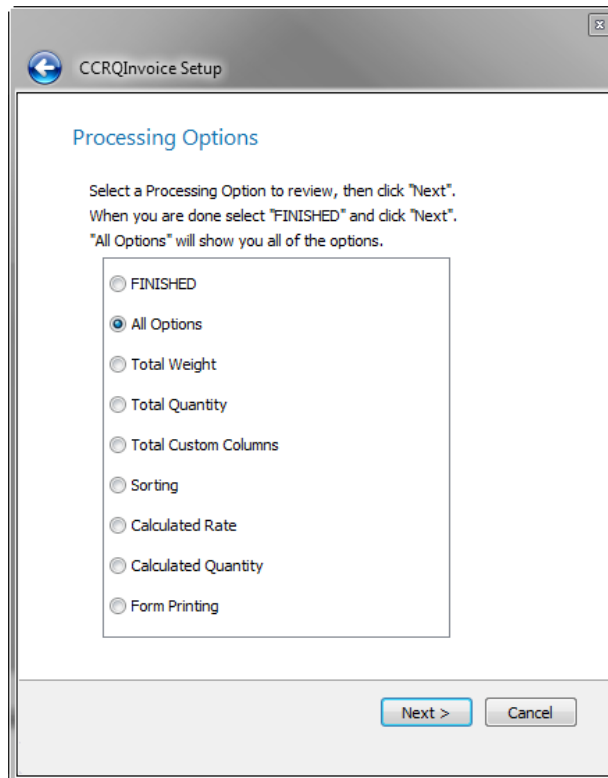 CCRQInvoice Setup
Processing Options
Select a Processing Option to review, then click "Next".
When you are done select "FINISHED" and click "Next".
"All Options" will show you all of the options.
FINISHED
All Options
Total Weight
Total Quantity
Total Custom Columns
Sorting
Calculated Rate
Calculated Quantity
Form Printing
Next >
Cancel